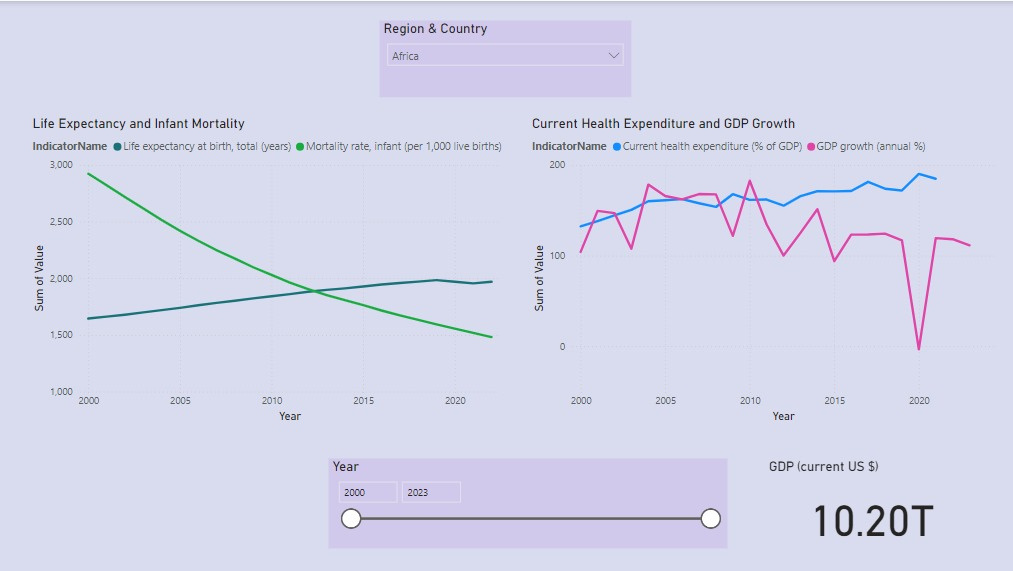 Region & Country
Africa
Life Expectancy and Infant Mortality
IndicatorName Life expectancy at birth, total (years) Mortality rate, infant (per 1,000 live births)
3,000
2,500
2,000
1,500
1,000
Sum of Value
2000 2005 2010 2015 2020
Year
Current Health Expenditure and GDP Growth
IndicatorName Current health expenditure (% of GDP) GDP growth (annual %)
200
100
0
Sum of Value
2000 2005 2010 2015 2020
Year
Year
2000 2023
GDP (current US $)
10.20T